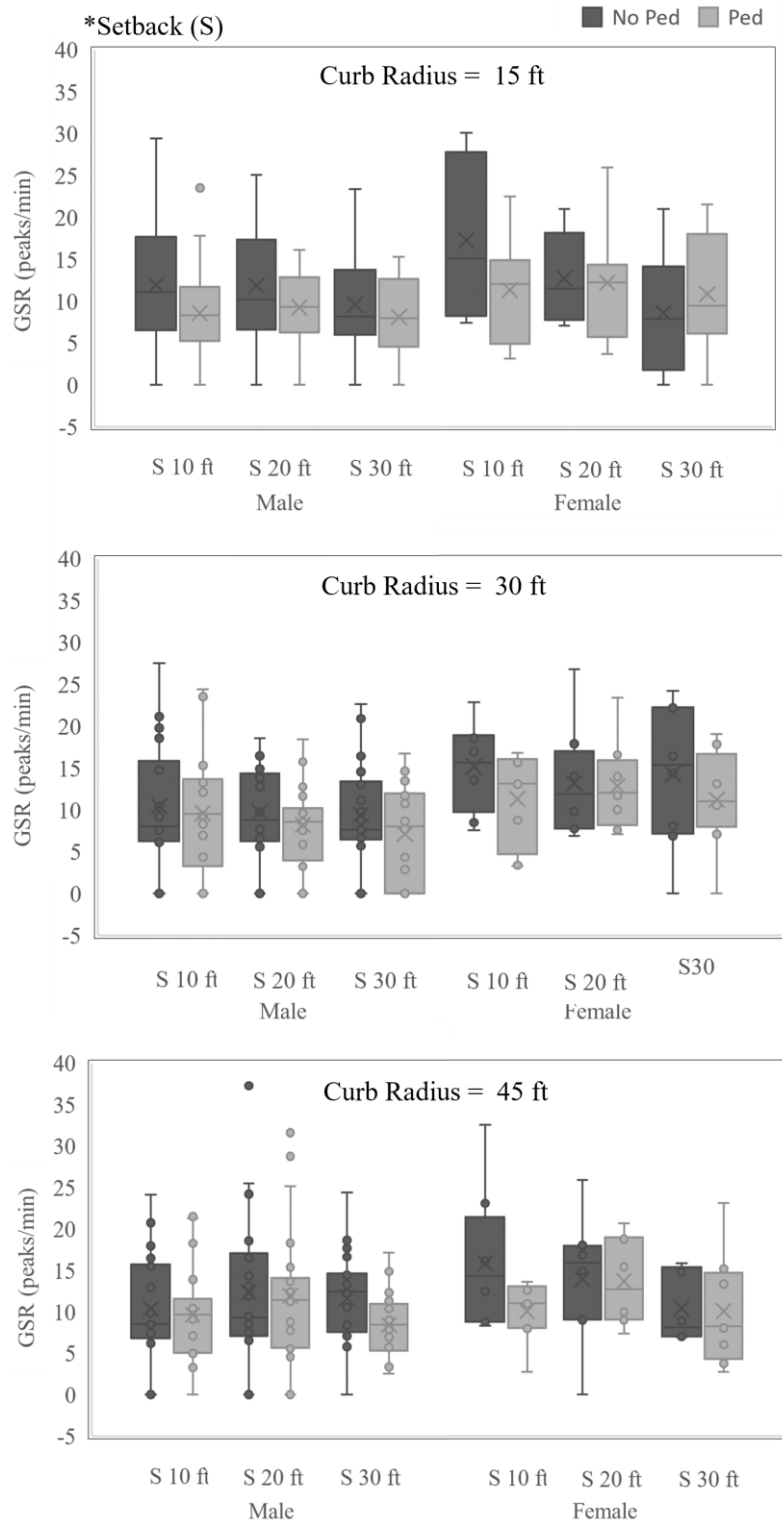 *Setback (S)
No Ped Ped
Curb Radius = 15 ft
GSR (peaks/min)
40
35
30
25
20
15
10
5
0
-5
S 10 ft S 20 ft S 30 ft S 10 ft S 20 ft S 30 ft
Male Female
Curb Radius = 30 ft
GSR (peaks/min)
40
35
30
25
20
15
10
5
0
-5
S 10 ft S 20 ft S 30 ft S 10 ft S 20 ft S30
Male Female
Curb Radius = 45 ft
GSR (peaks/min)
40
35
30
25
20
15
10
5
0
-5
S 10 ft S 20 ft S 30 ft S 10 ft S 20 ft S 30 ft
Male Female